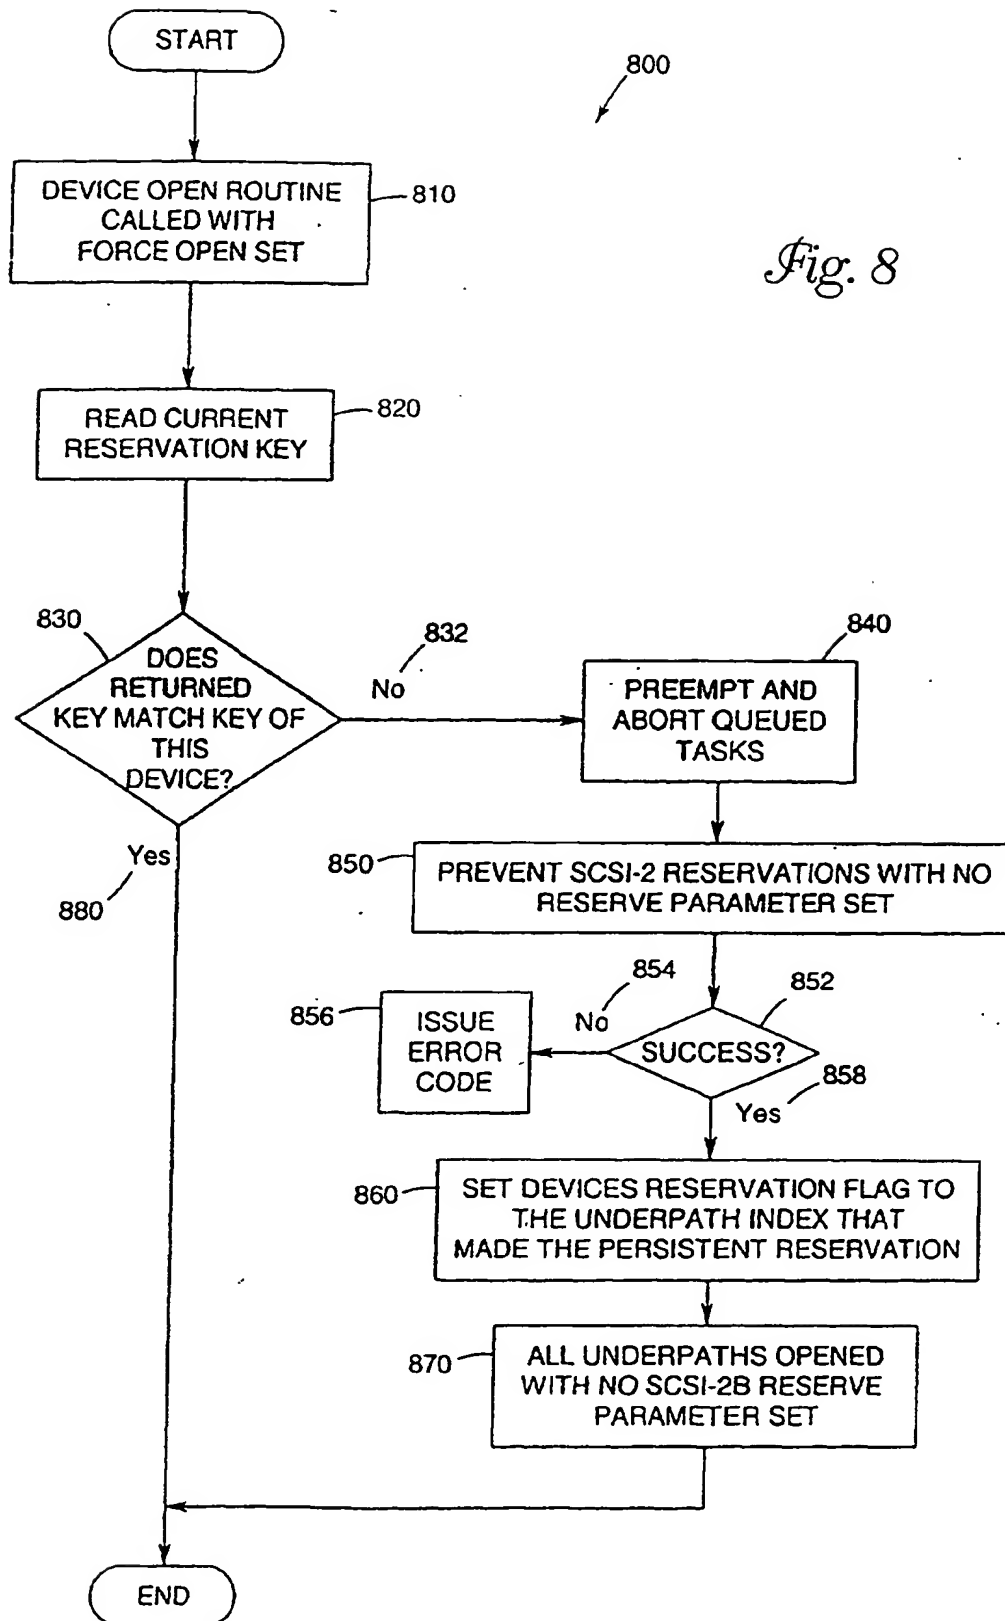 START
800
DEVICE OPEN ROUTINE
CALLED WITH
FORCE OPEN SET
810
Fig. 8
READ CURRENT
RESERVATION KEY
820
830
DOES
RETURNED
KEY MATCH KEY OF
THIS
DEVICE?
832
No
840
PREEMPT AND
ABORT QUEUED
TASKS
Yes
880
850
PREVENT SCSI-2 RESERVATIONS WITH NO
RESERVE PARAMETER SET
854
852
856
No
ISSUE
ERROR
CODE
SUCCESS?
858
Yes
860
SET DEVICES RESERVATION FLAG TO
THE UNDERPATH INDEX THAT
MADE THE PERSISTENT RESERVATION
870
ALL UNDERPATHS OPENED
WITH NO SCSI-2B RESERVE
PARAMETER SET
END